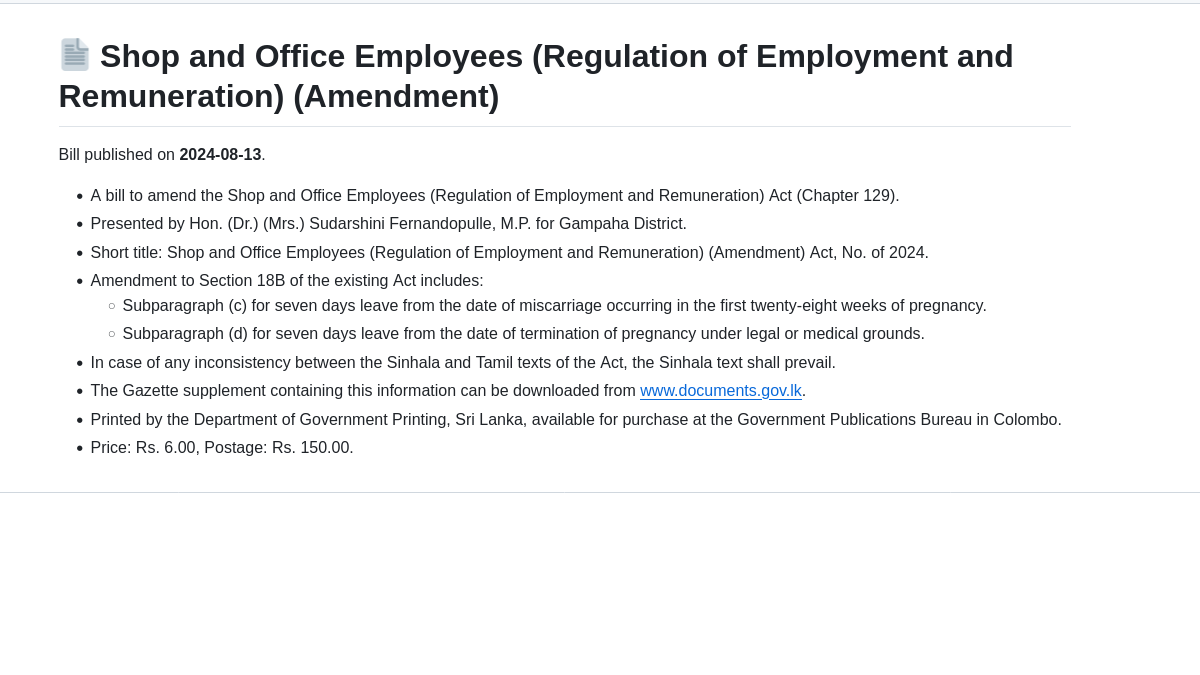 Shop and Office Employees (Regulation of Employment and
Remuneration) (Amendment)
Bill published on 2024-08-13.
A bill to amend the Shop and Office Employees (Regulation of Employment and Remuneration) Act (Chapter 129).
Presented by Hon. (Dr.) (Mrs.) Sudarshini Fernandopulle, M.P. for Gampaha District.
Short title: Shop and Office Employees (Regulation of Employment and Remuneration) (Amendment) Act, No. of 2024.
Amendment to Section 18B of the existing Act includes:
Subparagraph (c) for seven days leave from the date of miscarriage occurring in the first twenty-eight weeks of pregnancy.
Subparagraph (d) for seven days leave from the date of termination of pregnancy under legal or medical grounds.
In case of any inconsistency between the Sinhala and Tamil texts of the Act, the Sinhala text shall prevail.
The Gazette supplement containing this information can be downloaded from www.documents.gov.lk.
Printed by the Department of Government Printing, Sri Lanka, available for purchase at the Government Publications Bureau in Colombo.
Price: Rs. 6.00, Postage: Rs. 150.00.